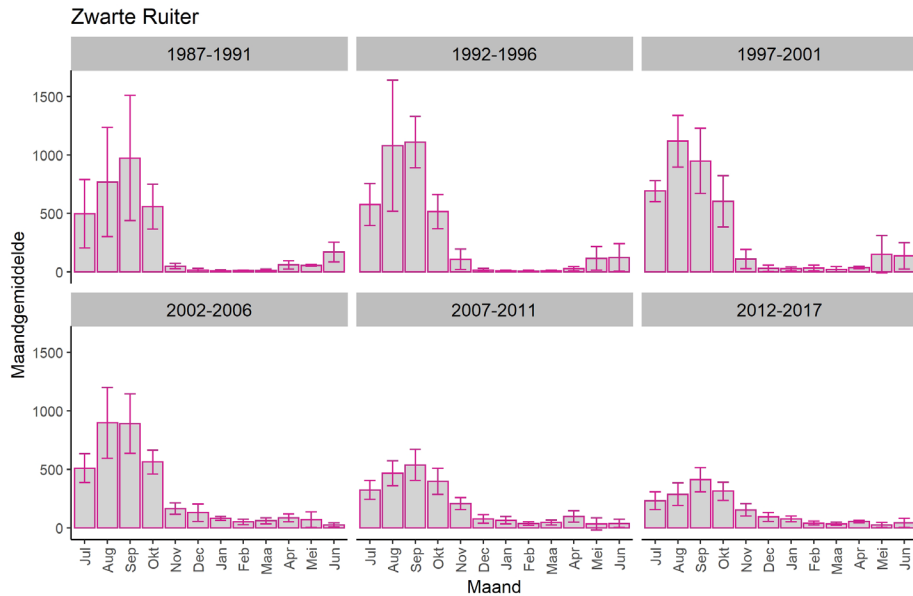 Zwarte Ruiter
1987-1991
1992-1996
1997-2001
1500
1000
500
0
2002-2006
2007-2011
2012-2017
1500
1000
500
0
Maandgemiddelde
Jul Aug Sep Okt Nov Dec Jan Feb Maa Apr Mei Jun
Jul Aug Sep Okt Nov Dec Jan Feb Maa Apr Mei Jun
Jul Aug Sep Okt Nov Dec Jan Feb Maa Apr Mei Jun
Maand